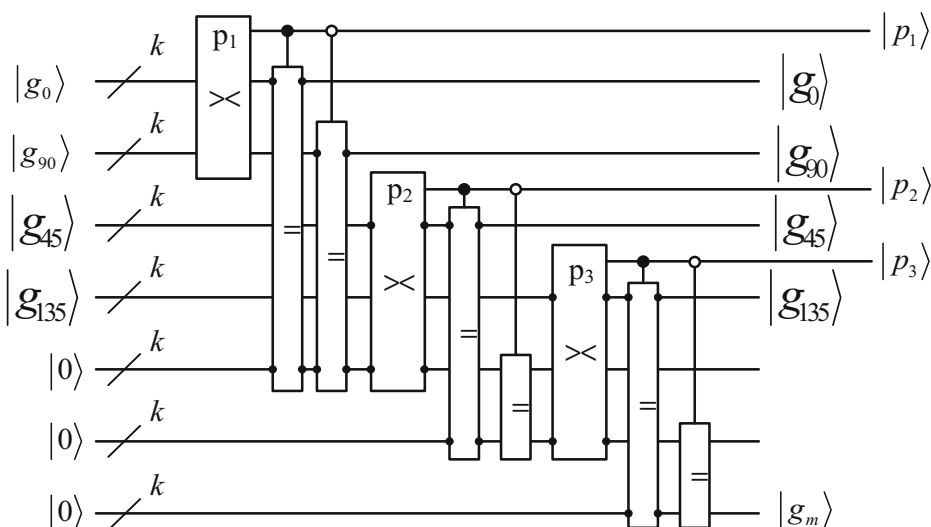 k p₁ |p₁⟩
|g₀⟩ >< |g₀⟩
k
|g₉₀⟩ |g₉₀⟩
k p₂ |p₂⟩
|g₄₅⟩ = |g₄₅⟩
= |p₃⟩
k p₃
|g₁₃₅⟩ >< |g₁₃₅⟩
=
k
|0⟩ ><
= =
k
|0⟩
=
k
|0⟩ |gₘ⟩